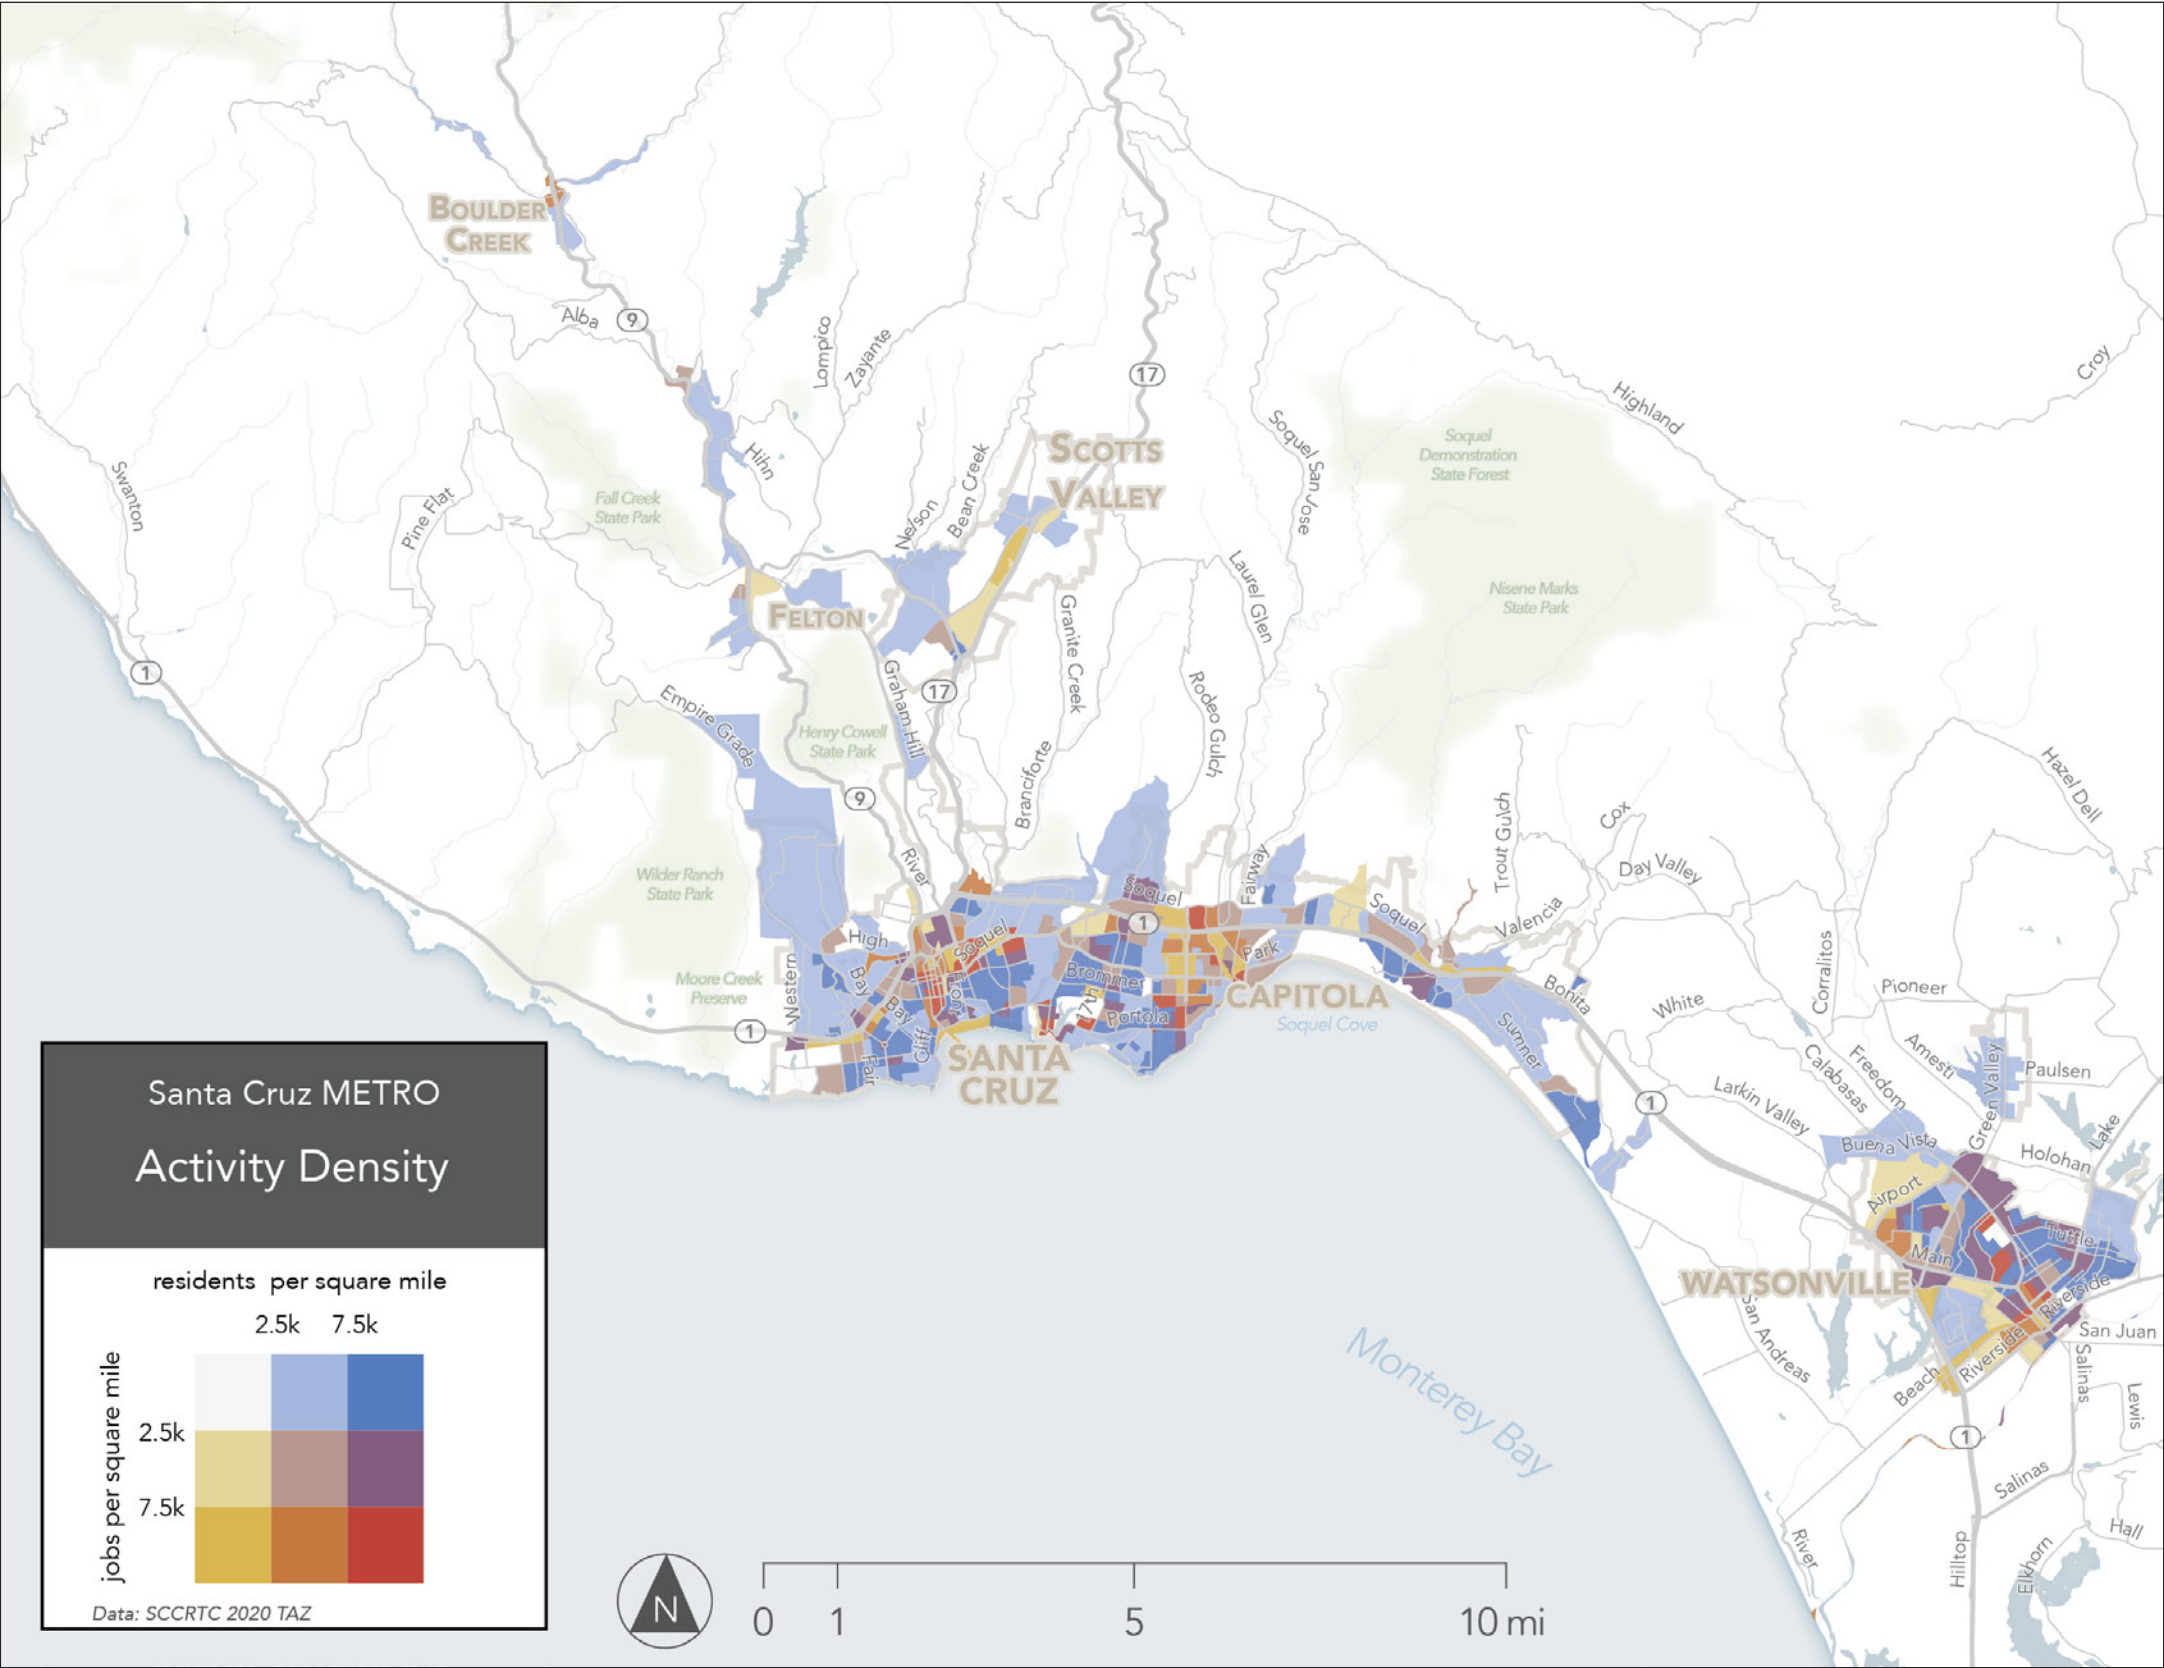 BOULDER
CREEK
Alba
9
Lompico
Zayante
17
Highland
Croy
Swanton
Pine Flat
Fall Creek
State Park
Hihn
Nelson
Bean Creek
SCOTTS
VALLEY
Soquel San Jose
Soquel
Demonstration
State Forest
Nisene Marks
State Park
FELTON
Laurel Glen
Granite Creek
1
Empire Grade
Graham Hill
17
Henry Cowell
State Park
Rodeo Gulch
Branciforte
9
Trout Gulch
Cox
Day Valley
Hazel Dell
Wilder Ranch
State Park
River
Soquel
Fairway
Soquel
Valencia
1
High
Soquel
Park
Moore Creek
Preserve
Western
Bay
Bay
Front
Brommer
17th
Portola
CAPITOLA
Soquel Cove
Bonita
White
Corralitos
Pioneer
1
Fair
Cliff
SANTA
CRUZ
Sumner
Calabasas
Freedom
Amesti
Green Valley
Paulsen
Larkin Valley
1
Buena Vista
Holohan
Lake
Airport
Tuttle
Main
WATSONVILLE
Riverside
San Andreas
Riverside
San Juan
Beach
Salinas
Lewis
1
Salinas
Monterey Bay
River
Hilltop
Elkhorn
Hall
Santa Cruz METRO
Activity Density
residents per square mile
2.5k 7.5k
jobs per square mile
2.5k
7.5k
Data: SCCRTC 2020 TAZ
N
0 1 5 10 mi